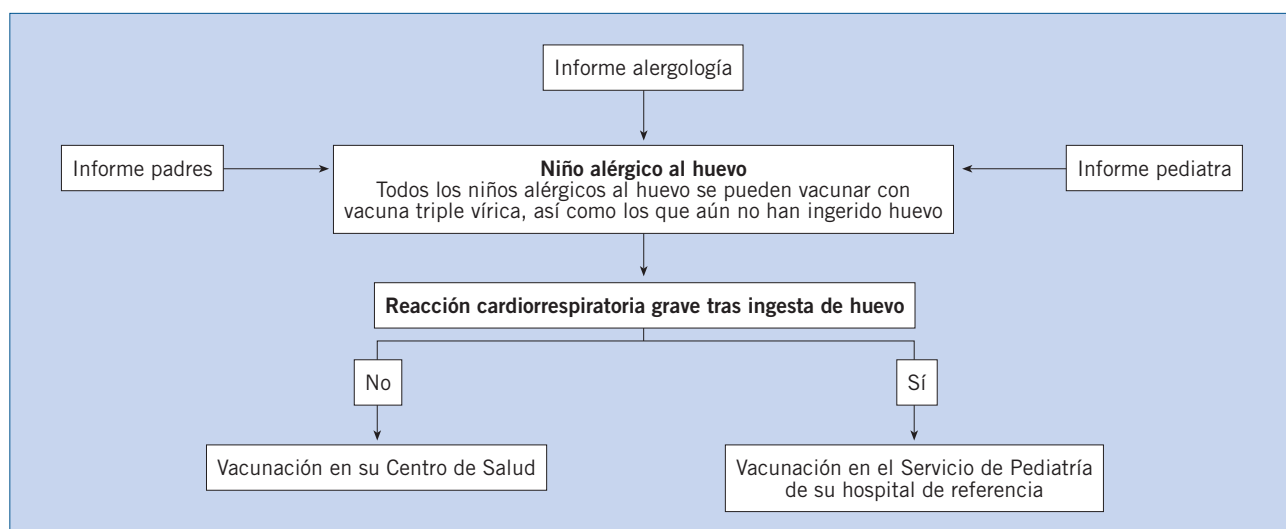 Informe alergología
Informe padres
Niño alérgico al huevo
Todos los niños alérgicos al huevo se pueden vacunar con
vacuna triple vírica, así como los que aún no han ingerido huevo
Informe pediatra
Reacción cardiorrespiratoria grave tras ingesta de huevo
No
Sí
Vacunación en su Centro de Salud
Vacunación en el Servicio de Pediatría
de su hospital de referencia